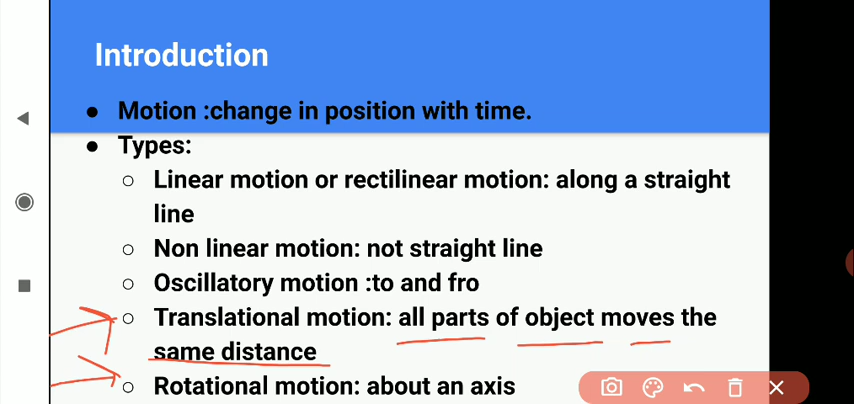 Introduction
● Motion :change in position with time.
● Types:
○ Linear motion or rectilinear motion: along a straight
line
○ Non linear motion: not straight line
○ Oscillatory motion :to and fro
○ Translational motion: all parts of object moves the
same distance
○ Rotational motion: about an axis